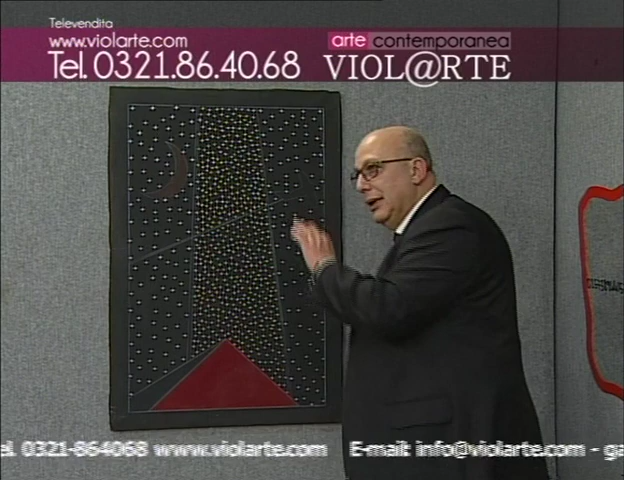 Televendita
www.violarte.com
Tel. 0321.86.40.68
arte contemporanea
VIOL@RTE
el. 0321-864068 www.violarte.com E-mail: info@violarte.com - ga